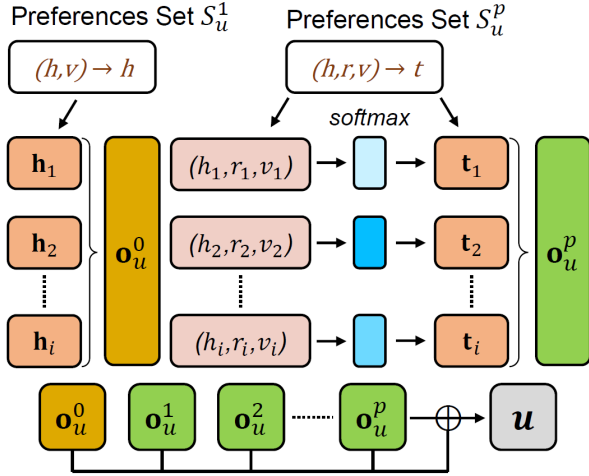 Preferences Set S_u^1 Preferences Set S_u^p
(h,v) → h (h,r,v) → t
softmax
h_1 (h_1,r_1,v_1) t_1
h_2 o_u^0 (h_2,r_2,v_2) t_2 o_u^p
h_i (h_i,r_i,v_i) t_i
o_u^0 o_u^1 o_u^2 o_u^p u